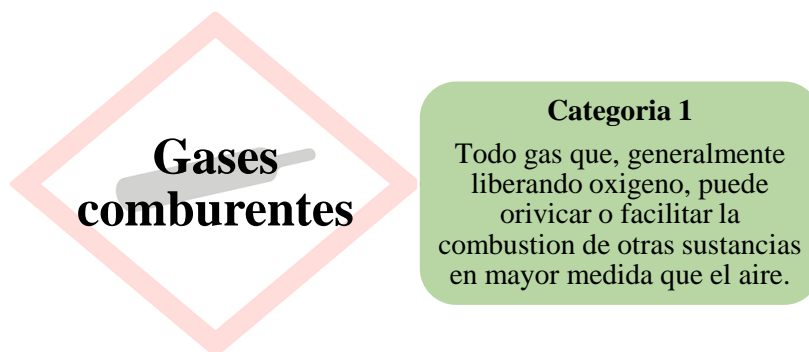 Gases
comburentes
Categoria 1
Todo gas que, generalmente
liberando oxigeno, puede
orivicar o facilitar la
combustion de otras sustancias
en mayor medida que el aire.